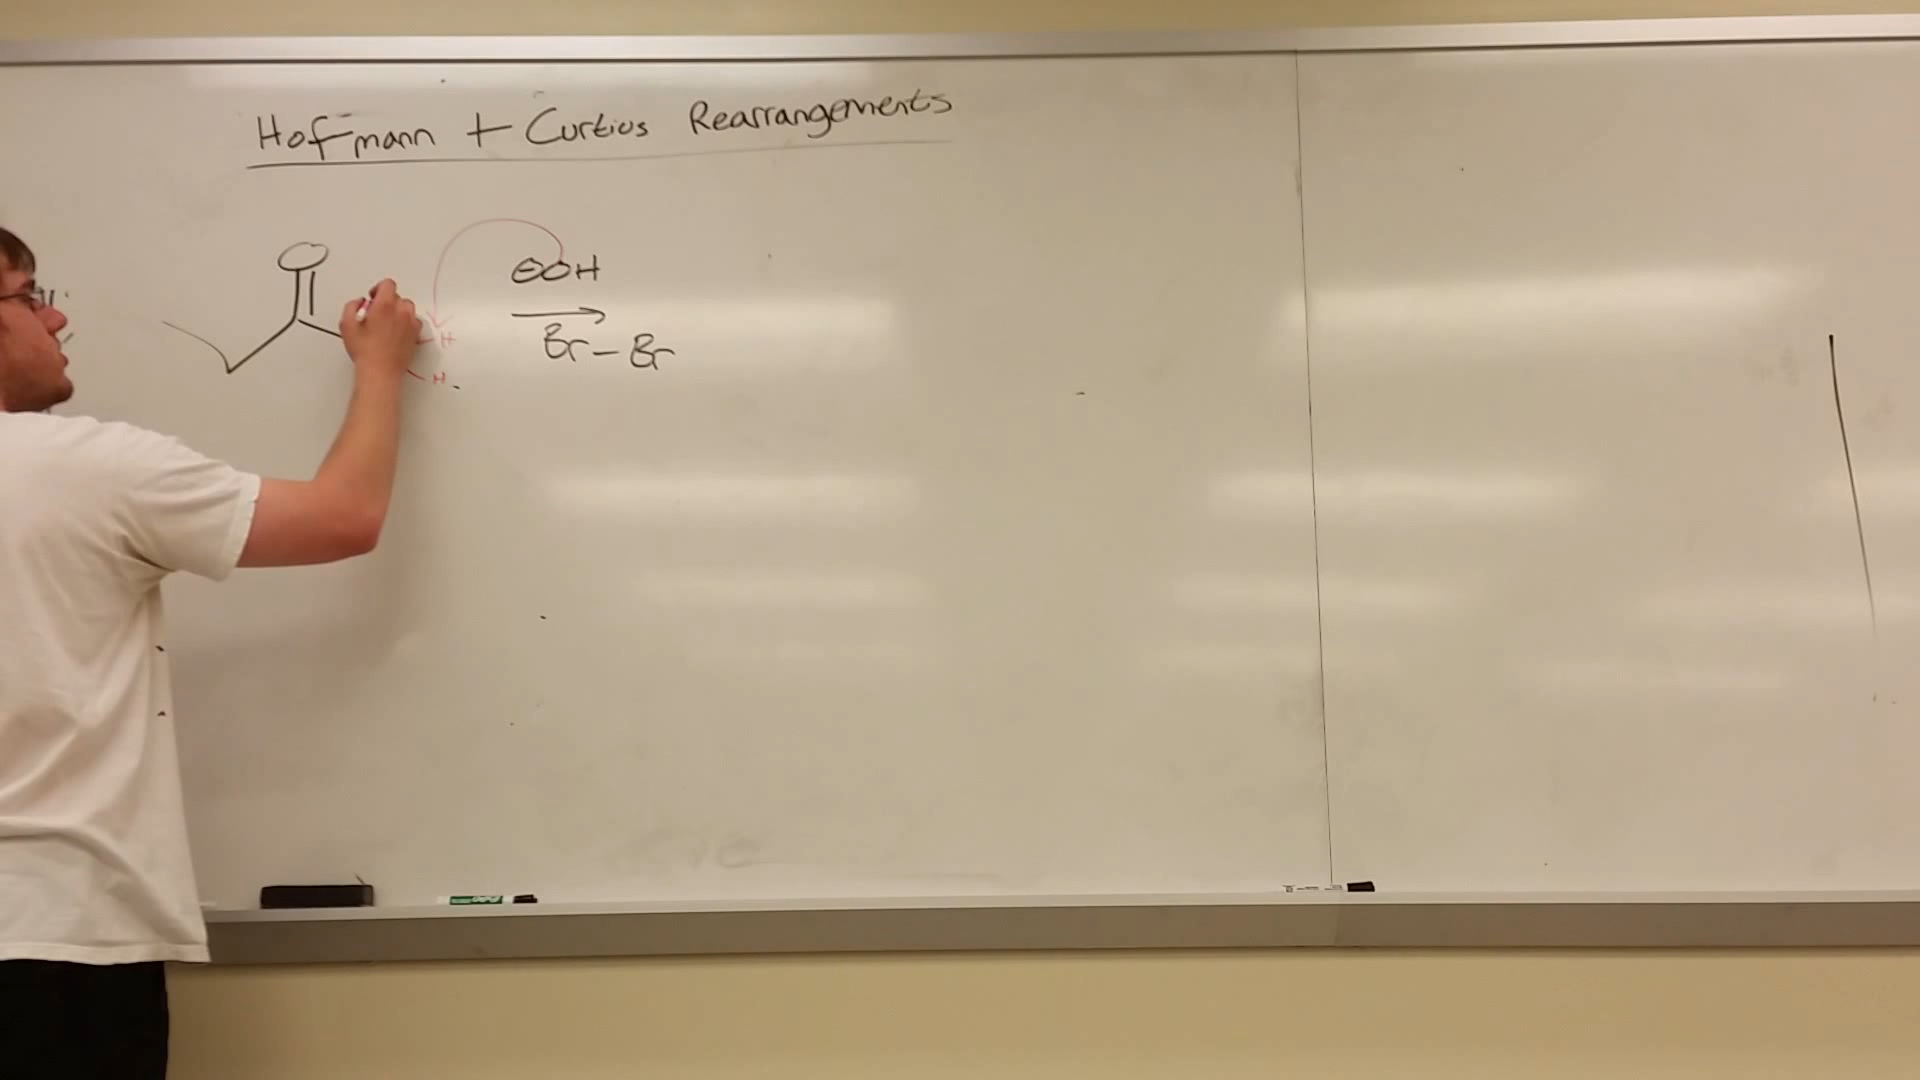 Hofmann + Curtius Rearrangements
O
⊖OH
H
Br-Br
H